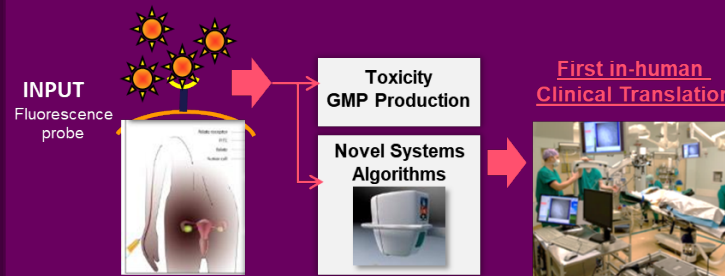 INPUT
Fluorescence
probe
Toxicity
GMP Production
Novel Systems
Algorithms
First in-human
Clinical Translation